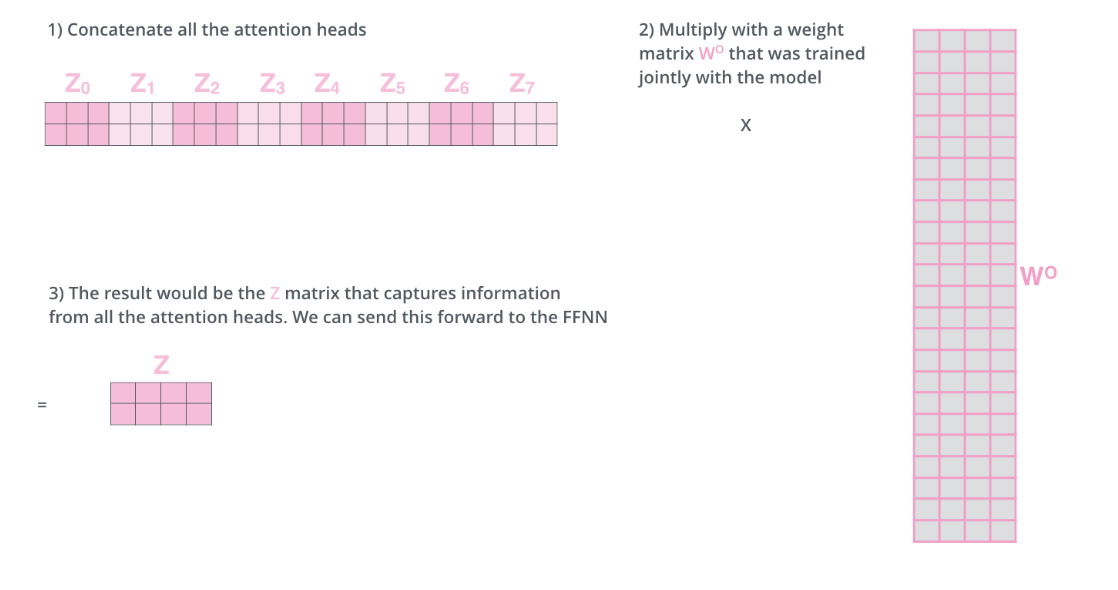 1) Concatenate all the attention heads
Z0 Z1 Z2 Z3 Z4 Z5 Z6 Z7
2) Multiply with a weight
matrix W^O that was trained
jointly with the model
X
W^O
3) The result would be the Z matrix that captures information
from all the attention heads. We can send this forward to the FFNN
Z
=